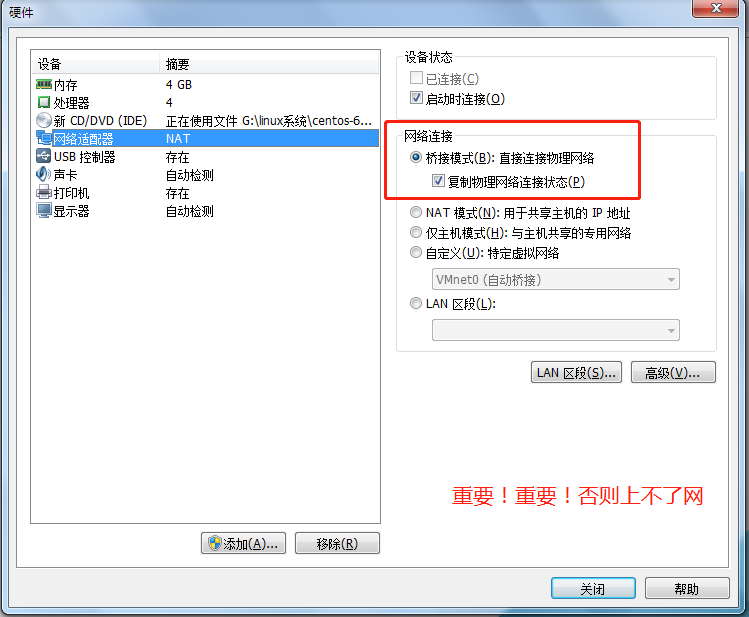 硬件
设备 摘要
内存 4 GB
处理器 4
新 CD/DVD (IDE) 正在使用文件 G:\linux系统\centos-6...
网络适配器 NAT
USB 控制器 存在
声卡 自动检测
打印机 存在
显示器 自动检测
添加(A)...
移除(R)
设备状态
已连接(C)
启动时连接(O)
网络连接
桥接模式(B): 直接连接物理网络
复制物理网络连接状态(P)
NAT 模式(N): 用于共享主机的 IP 地址
仅主机模式(H): 与主机共享的专用网络
自定义(U): 特定虚拟网络
VMnet0 (自动桥接)
LAN 区段(L):
LAN 区段(S)...
高级(V)...
重要！重要！否则上不了网
关闭
帮助